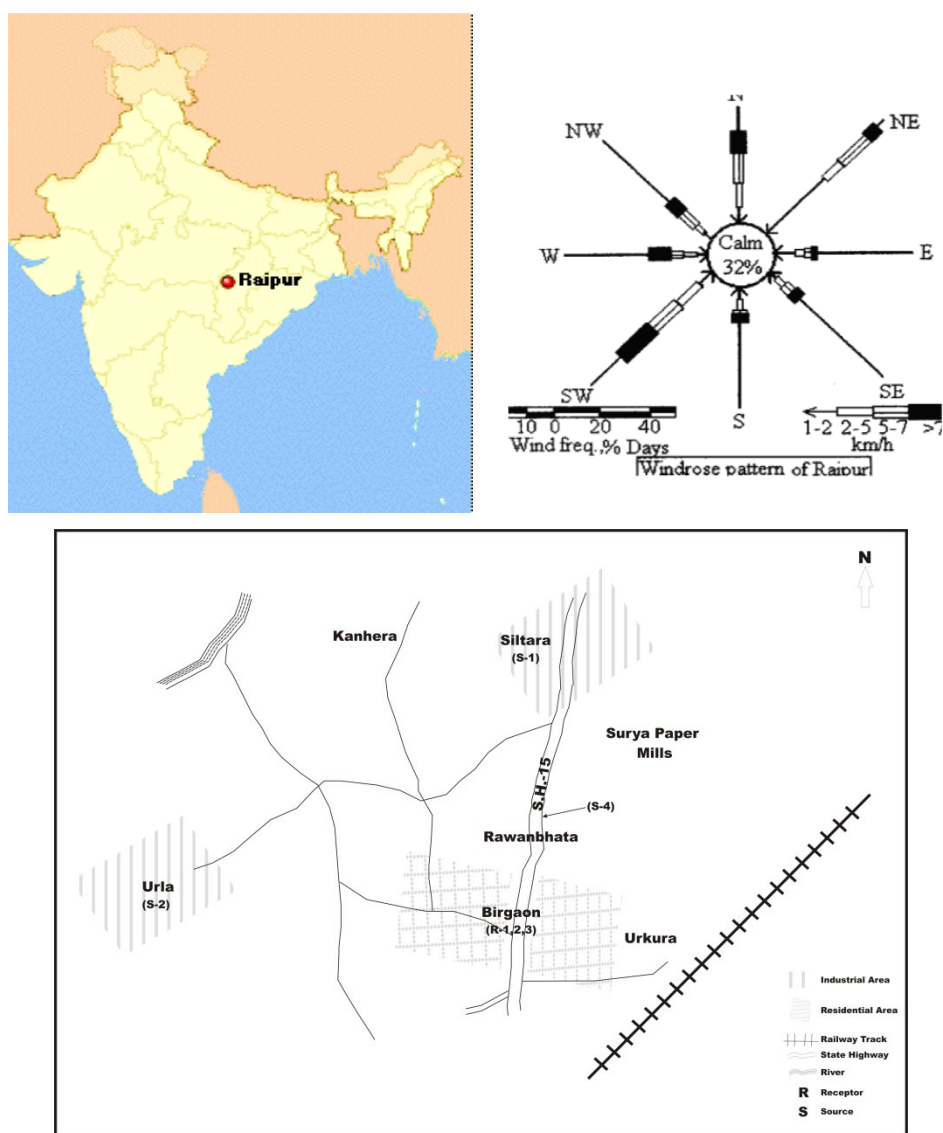 Raipur
N
NW
NE
Calm
32%
W
E
SW
SE
S
10 0 20 40
Wind freq.,% Days
1-2 2-5 5-7 >7
km/h
Windrose pattern of Raipur
N
Kanhera
Siltara
(S-1)
Surya Paper
Mills
S.H.-15
(S-4)
Rawanbhata
Urla
(S-2)
Birgaon
(R-1,2,3)
Urkura
Industrial Area
Residential Area
Railway Track
State Highway
River
R Receptor
S Source